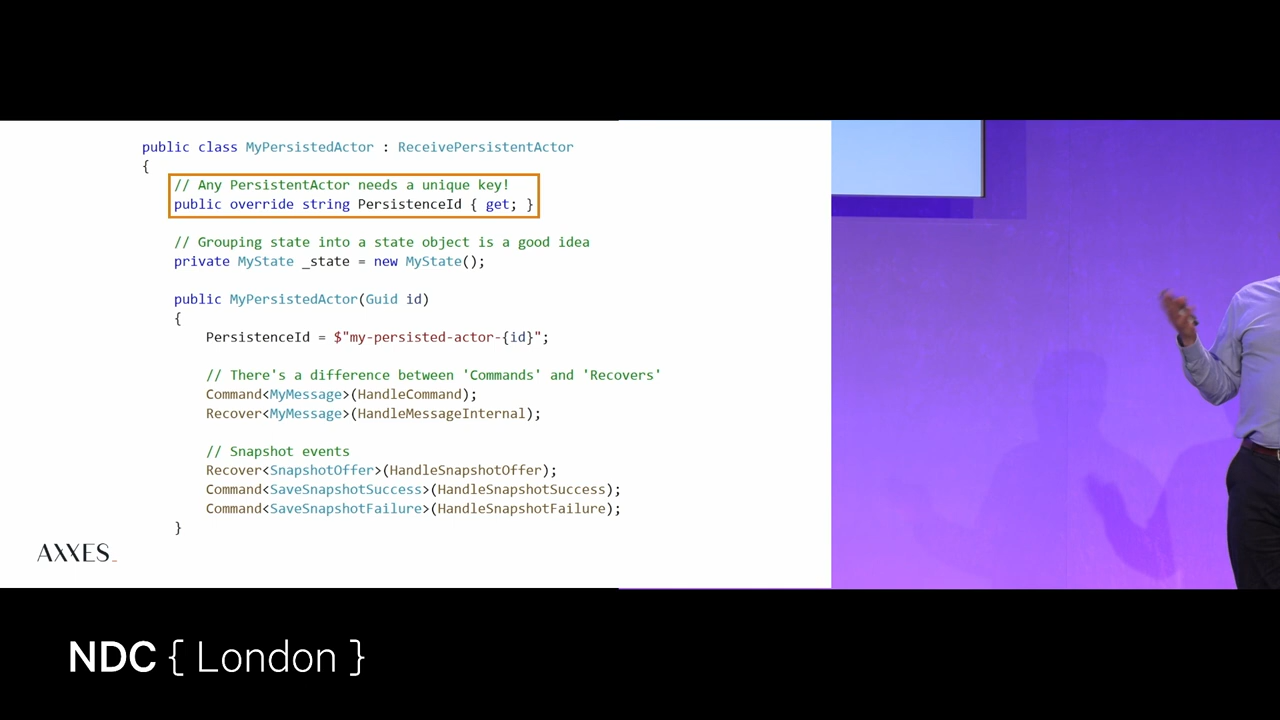 public class MyPersistedActor : ReceivePersistentActor
{
// Any PersistentActor needs a unique key!
public override string PersistenceId { get; }
// Grouping state into a state object is a good idea
private MyState _state = new MyState();
public MyPersistedActor(Guid id)
{
PersistenceId = $"my-persisted-actor-{id}";
// There's a difference between 'Commands' and 'Recovers'
Command<MyMessage>(HandleCommand);
Recover<MyMessage>(HandleMessageInternal);
// Snapshot events
Recover<SnapshotOffer>(HandleSnapshotOffer);
Command<SaveSnapshotSuccess>(HandleSnapshotSuccess);
Command<SaveSnapshotFailure>(HandleSnapshotFailure);
}
AXXES_
NDC { London }